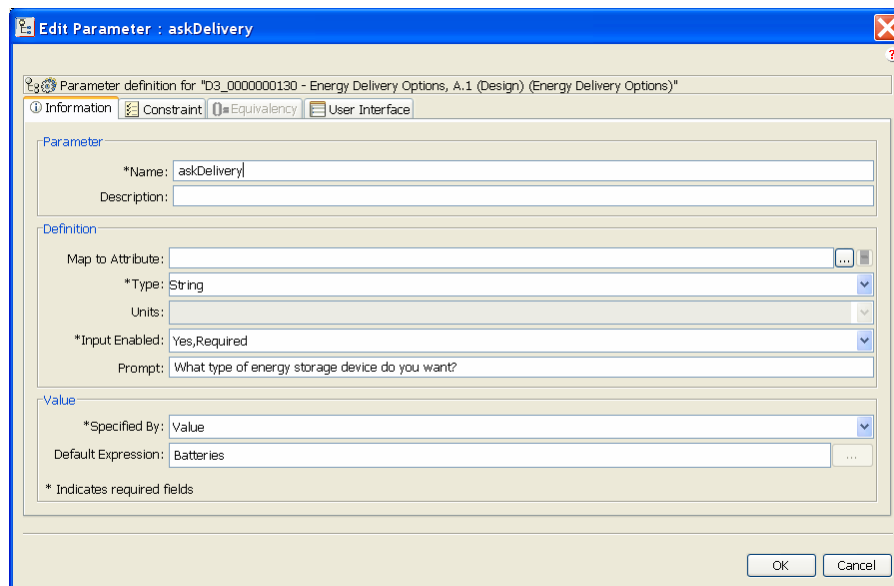 Edit Parameter : askDelivery
?
Parameter definition for "D3_0000000130 - Energy Delivery Options, A.1 (Design) (Energy Delivery Options)"
Information Constraint Equivalency User Interface
Parameter
*Name: askDelivery
Description:
Definition
Map to Attribute: ...
*Type: String
Units:
*Input Enabled: Yes,Required
Prompt: What type of energy storage device do you want?
Value
*Specified By: Value
Default Expression: Batteries ...
* Indicates required fields
OK Cancel